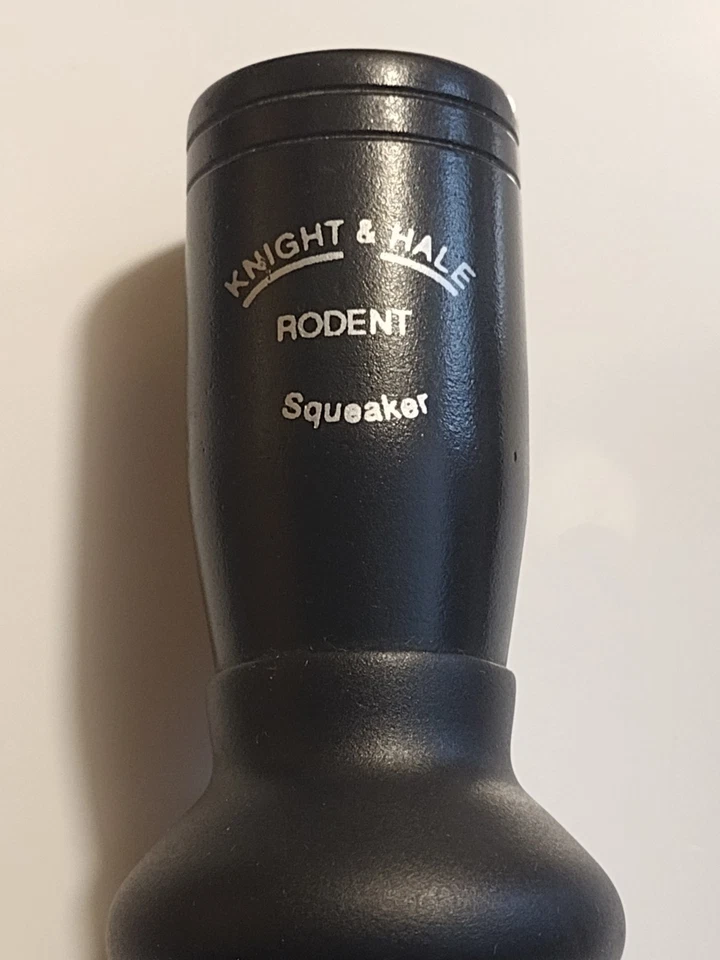 KNIGHT & HALE
RODENT
Squeaker